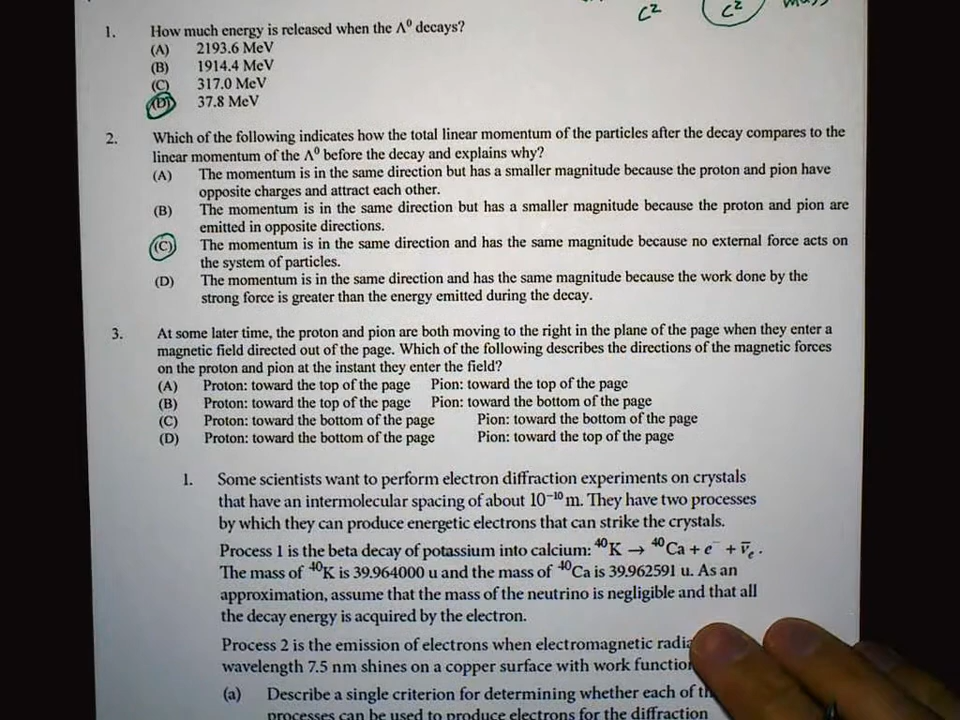 c² c²
1. How much energy is released when the Λ⁰ decays?
(A) 2193.6 MeV
(B) 1914.4 MeV
(C) 317.0 MeV
(D) 37.8 MeV
2. Which of the following indicates how the total linear momentum of the particles after the decay compares to the
linear momentum of the Λ⁰ before the decay and explains why?
(A) The momentum is in the same direction but has a smaller magnitude because the proton and pion have
opposite charges and attract each other.
(B) The momentum is in the same direction but has a smaller magnitude because the proton and pion are
emitted in opposite directions.
(C) The momentum is in the same direction and has the same magnitude because no external force acts on
the system of particles.
(D) The momentum is in the same direction and has the same magnitude because the work done by the
strong force is greater than the energy emitted during the decay.
3. At some later time, the proton and pion are both moving to the right in the plane of the page when they enter a
magnetic field directed out of the page. Which of the following describes the directions of the magnetic forces
on the proton and pion at the instant they enter the field?
(A) Proton: toward the top of the page Pion: toward the top of the page
(B) Proton: toward the top of the page Pion: toward the bottom of the page
(C) Proton: toward the bottom of the page Pion: toward the bottom of the page
(D) Proton: toward the bottom of the page Pion: toward the top of the page
1. Some scientists want to perform electron diffraction experiments on crystals
that have an intermolecular spacing of about 10⁻¹⁰ m. They have two processes
by which they can produce energetic electrons that can strike the crystals.
Process 1 is the beta decay of potassium into calcium: ⁴⁰K → ⁴⁰Ca + e⁻ + ν̅ₑ.
The mass of ⁴⁰K is 39.964000 u and the mass of ⁴⁰Ca is 39.962591 u. As an
approximation, assume that the mass of the neutrino is negligible and that all
the decay energy is acquired by the electron.
Process 2 is the emission of electrons when electromagnetic
wavelength 7.5 nm shines on a copper surface with work
(a) Describe a single criterion for determining whether each of
processes can be used to produce electrons for the diffraction